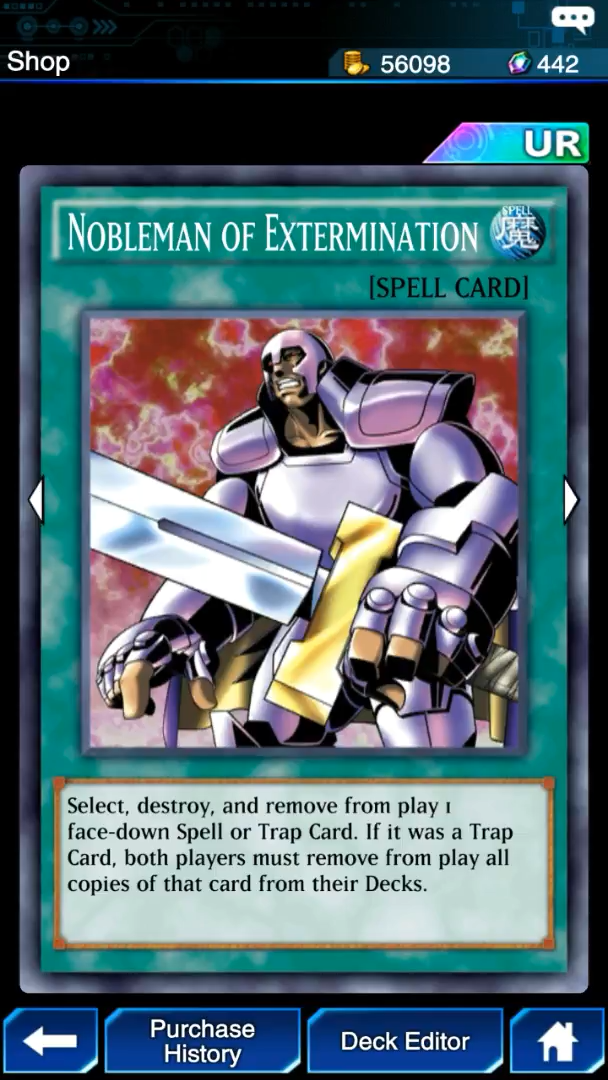 Shop
56098
442
UR
NOBLEMAN OF EXTERMINATION
SPELL
魔
[SPELL CARD]
Select, destroy, and remove from play 1
face-down Spell or Trap Card. If it was a Trap
Card, both players must remove from play all
copies of that card from their Decks.
Purchase
History
Deck Editor